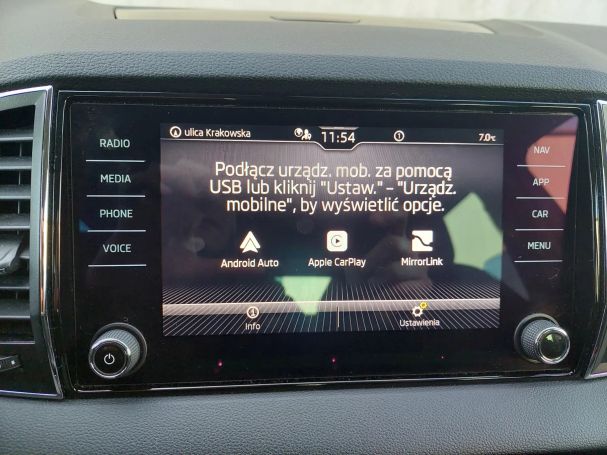 ulica Krakowska 11:54 7.0°C
RADIO
MEDIA
PHONE
VOICE
Podłącz urządz. mob. za pomocą
USB lub kliknij "Ustaw." - "Urządz.
mobilne", by wyświetlić opcje.
Android Auto Apple CarPlay MirrorLink
Info Ustawienia
NAV
APP
CAR
MENU